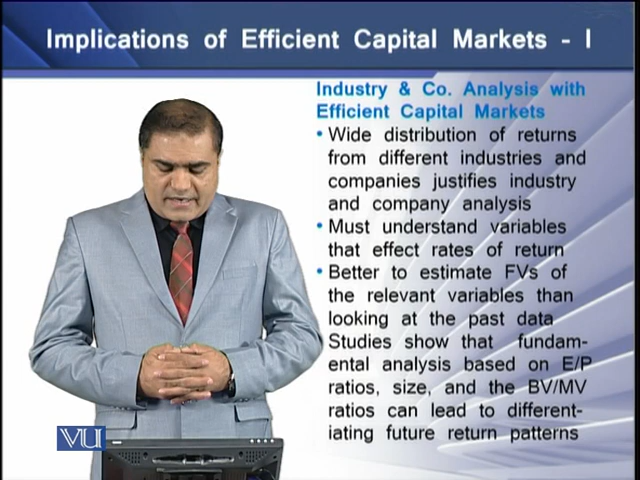 Implications of Efficient Capital Markets - I
Industry & Co. Analysis with
Efficient Capital Markets
• Wide distribution of returns
from different industries and
companies justifies industry
and company analysis
• Must understand variables
that effect rates of return
• Better to estimate FVs of
the relevant variables than
looking at the past data
Studies show that fundam-
ental analysis based on E/P
ratios, size, and the BV/MV
ratios can lead to different-
iating future return patterns
VU